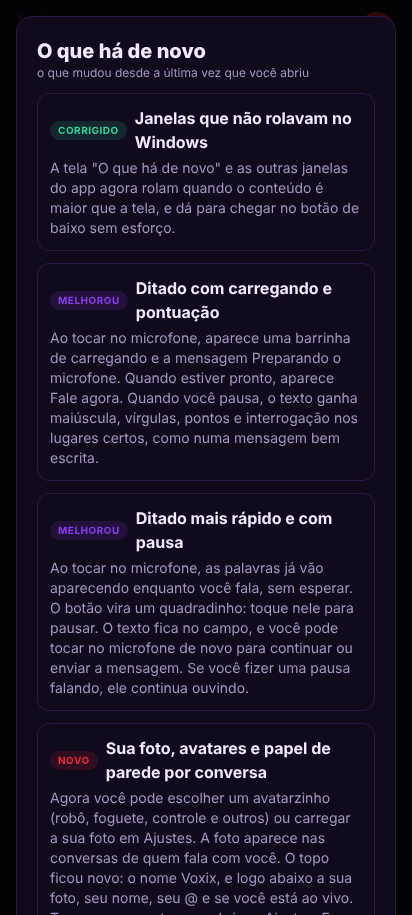 O que há de novo
o que mudou desde a última vez que você abriu
CORRIGIDO
Janelas que não rolavam no
Windows
A tela "O que há de novo" e as outras janelas
do app agora rolam quando o conteúdo é
maior que a tela, e dá para chegar no botão de
baixo sem esforço.
MELHOROU
Ditado com carregando e
pontuação
Ao tocar no microfone, aparece uma barrinha
de carregando e a mensagem Preparando o
microfone. Quando estiver pronto, aparece
Fale agora. Quando você pausa, o texto ganha
maiúscula, vírgulas, pontos e interrogação nos
lugares certos, como numa mensagem bem
escrita.
MELHOROU
Ditado mais rápido e com
pausa
Ao tocar no microfone, as palavras já vão
aparecendo enquanto você fala, sem esperar.
O botão vira um quadradinho: toque nele para
pausar. O texto fica no campo, e você pode
tocar no microfone de novo para continuar ou
enviar a mensagem. Se você fizer uma pausa
falando, ele continua ouvindo.
NOVO
Sua foto, avatares e papel de
parede por conversa
Agora você pode escolher um avatarzinho
(robô, foguete, controle e outros) ou carregar
a sua foto em Ajustes. A foto aparece nas
conversas de quem fala com você. O topo
ficou novo: o nome Voxix, e logo abaixo a sua
foto, seu nome, seu @ e se você está ao vivo.